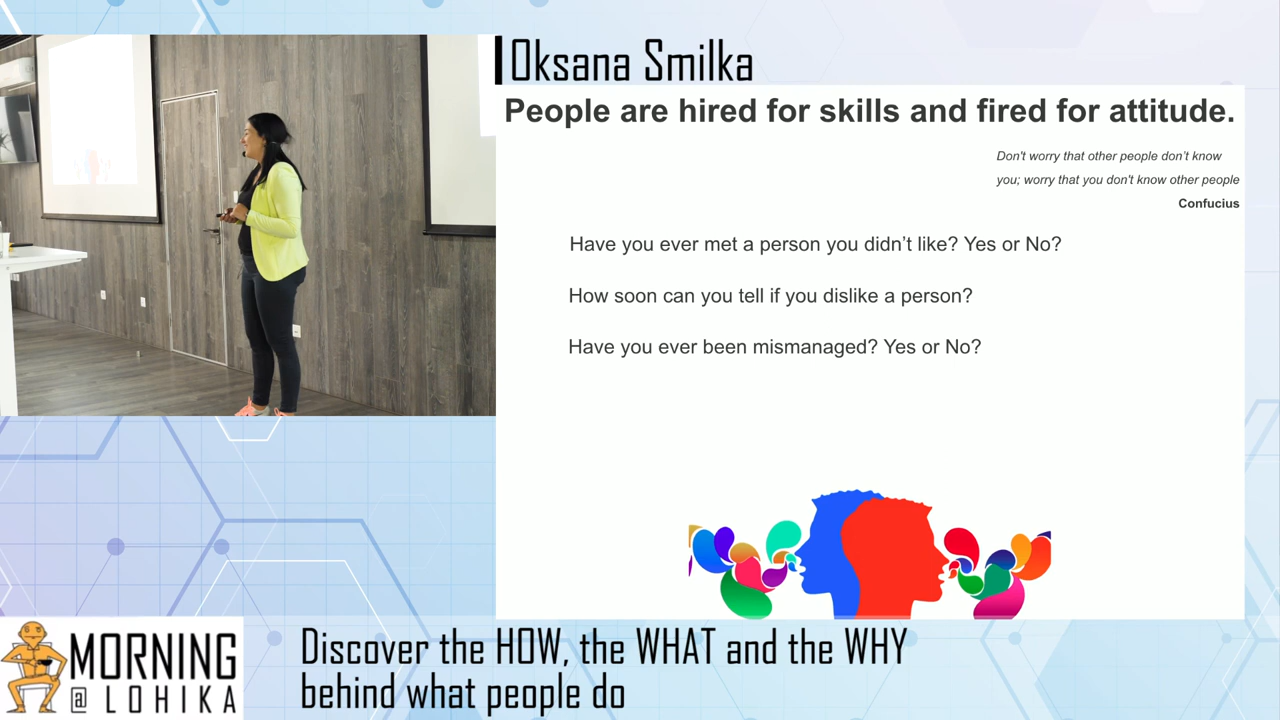 Oksana Smilka
People are hired for skills and fired for attitude.
Don't worry that other people don’t know
you; worry that you don't know other people
Confucius
Have you ever met a person you didn’t like? Yes or No?
How soon can you tell if you dislike a person?
Have you ever been mismanaged? Yes or No?
MORNING
@ LOHIKA
Discover the HOW, the WHAT and the WHY
behind what people do